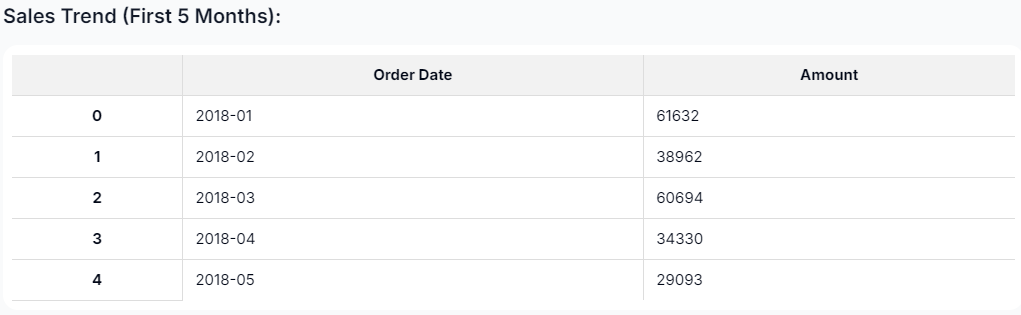 Sales Trend (First 5 Months):
Order Date Amount
0 2018-01 61632
1 2018-02 38962
2 2018-03 60694
3 2018-04 34330
4 2018-05 29093